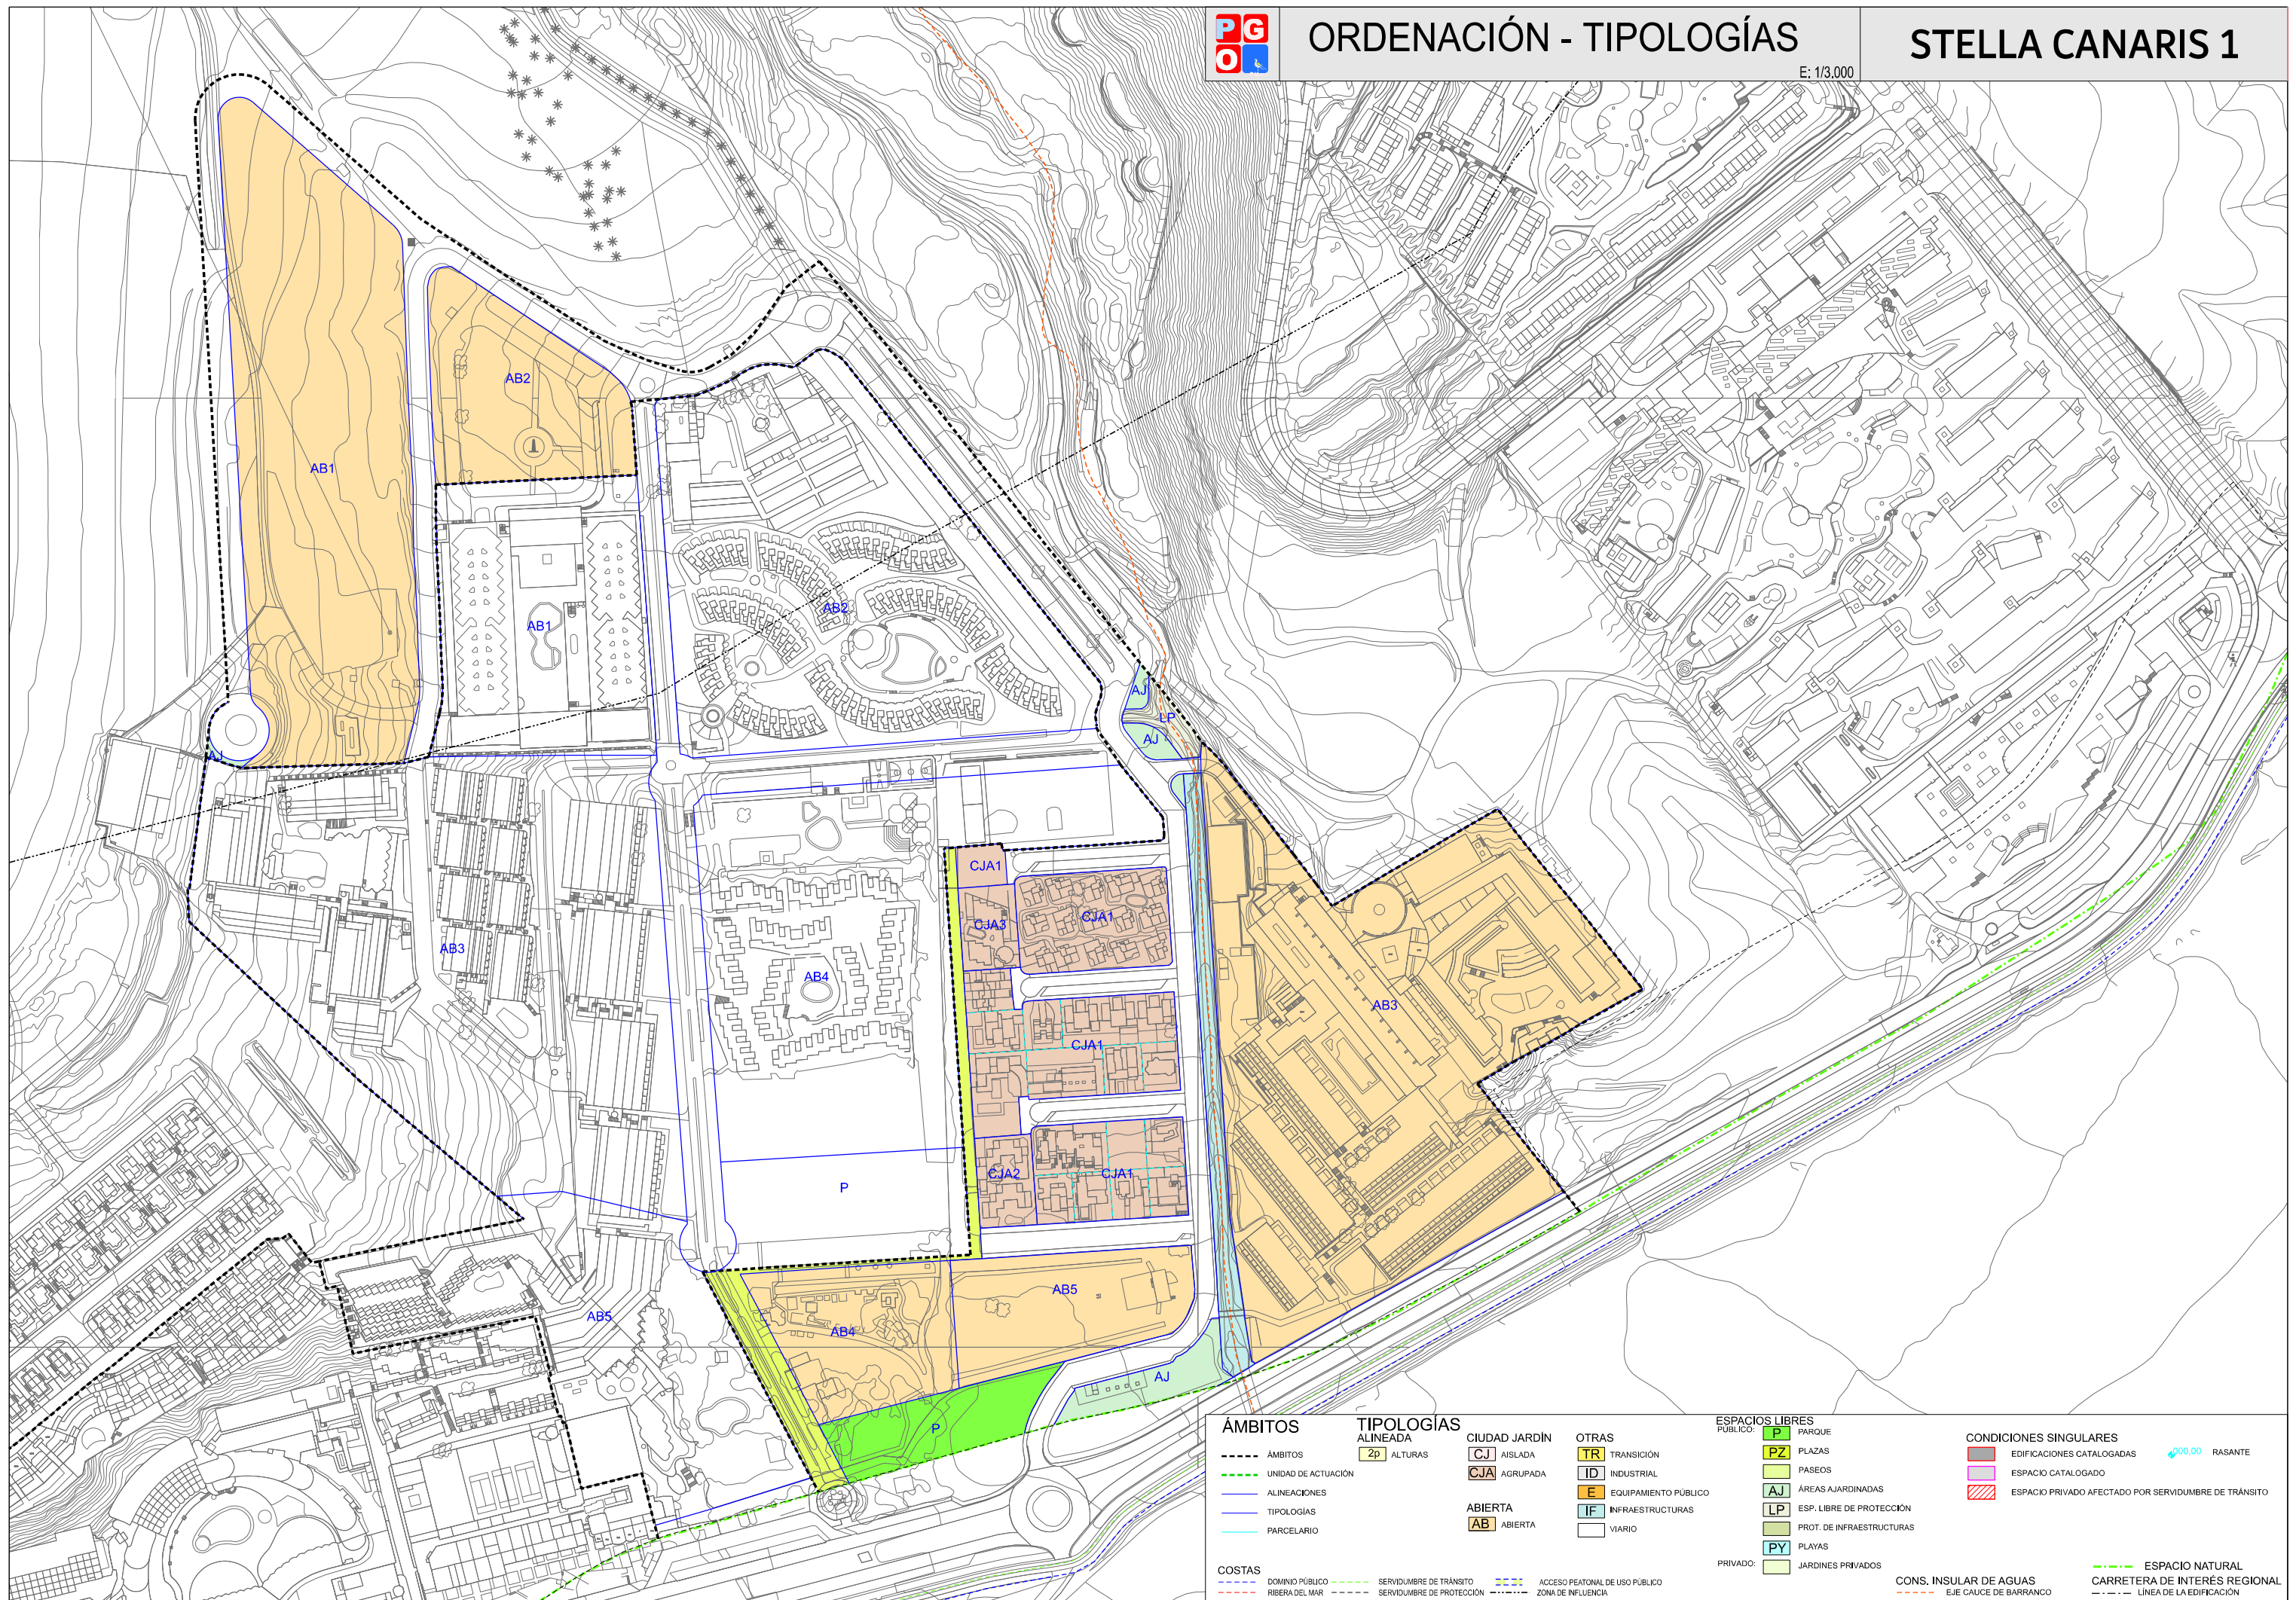 PG
O
ORDENACIÓN - TIPOLOGÍAS
E: 1/3.000
STELLA CANARIS 1
AB2
AB1
AB1
AB2
AJ
LP
AJ
AJ
CJA1
CJA3
CJA1
AB3
AB4
AB3
CJA1
CJA2
CJA1
P
AB5
AB5
AB4
AJ
P
ÁMBITOS
ÁMBITOS
UNIDAD DE ACTUACIÓN
ALINEACIONES
TIPOLOGÍAS
PARCELARIO
TIPOLOGÍAS
ALINEADA
2p ALTURAS
CIUDAD JARDÍN
CJ AISLADA
CJA AGRUPADA
ABIERTA
AB ABIERTA
OTRAS
TR TRANSICIÓN
ID INDUSTRIAL
E EQUIPAMIENTO PÚBLICO
IF INFRAESTRUCTURAS
VIARIO
ESPACIOS LIBRES
PÚBLICO:
P PARQUE
PZ PLAZAS
PASEOS
AJ ÁREAS AJARDINADAS
LP ESP. LIBRE DE PROTECCIÓN
PROT. DE INFRAESTRUCTURAS
PY PLAYAS
PRIVADO: JARDINES PRIVADOS
CONDICIONES SINGULARES
EDIFICACIONES CATALOGADAS
000,00 RASANTE
ESPACIO CATALOGADO
ESPACIO PRIVADO AFECTADO POR SERVIDUMBRE DE TRÁNSITO
COSTAS
DOMINIO PÚBLICO
RIBERA DEL MAR
SERVIDUMBRE DE TRÁNSITO
SERVIDUMBRE DE PROTECCIÓN
ACCESO PEATONAL DE USO PÚBLICO
ZONA DE INFLUENCIA
CONS. INSULAR DE AGUAS
EJE CAUCE DE BARRANCO
ESPACIO NATURAL
CARRETERA DE INTERÉS REGIONAL
LÍNEA DE LA EDIFICACIÓN